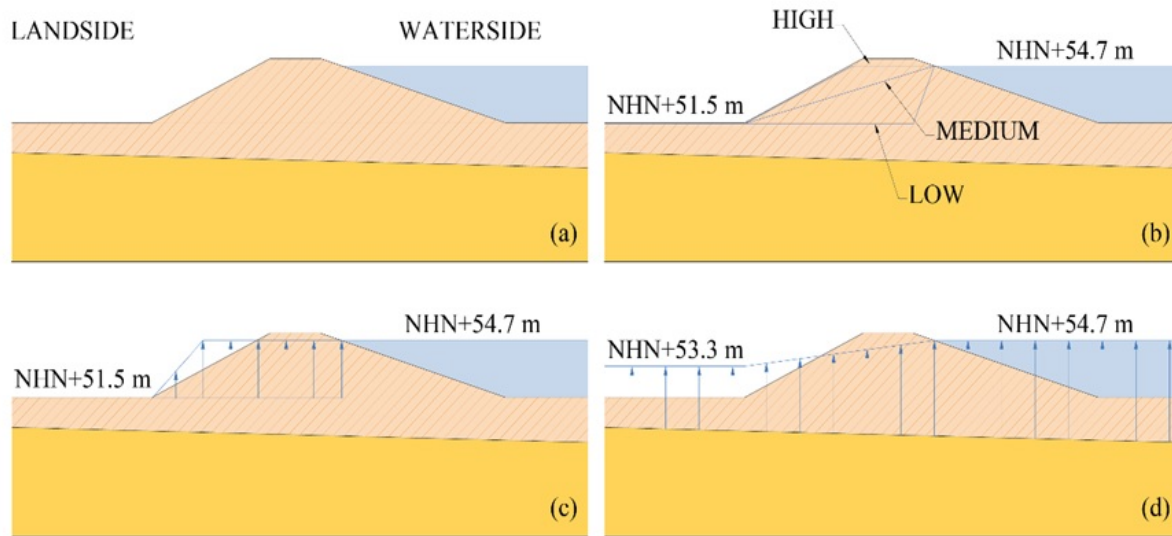 LANDSIDE
WATERSIDE
(a)
HIGH
NHN+54.7 m
NHN+51.5 m
MEDIUM
LOW
(b)
NHN+54.7 m
NHN+51.5 m
(c)
NHN+54.7 m
NHN+53.3 m
(d)